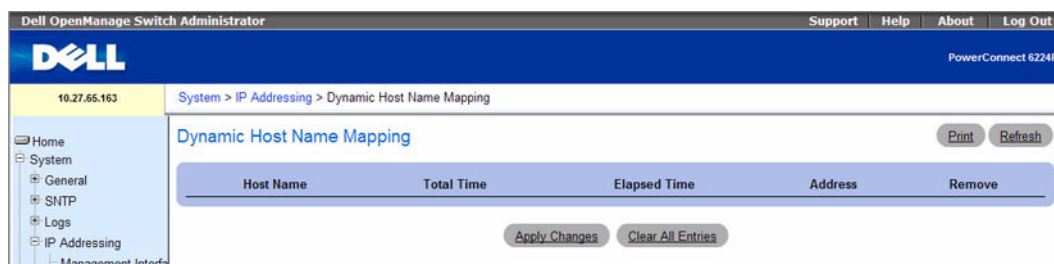 Dell OpenManage Switch Administrator Support Help About Log Out
DELL
PowerConnect 6224
10.27.65.163
System > IP Addressing > Dynamic Host Name Mapping
Home
System
General
SNTP
Logs
IP Addressing
Management Interfa
Dynamic Host Name Mapping
Print Refresh
Host Name Total Time Elapsed Time Address Remove
Apply Changes Clear All Entries